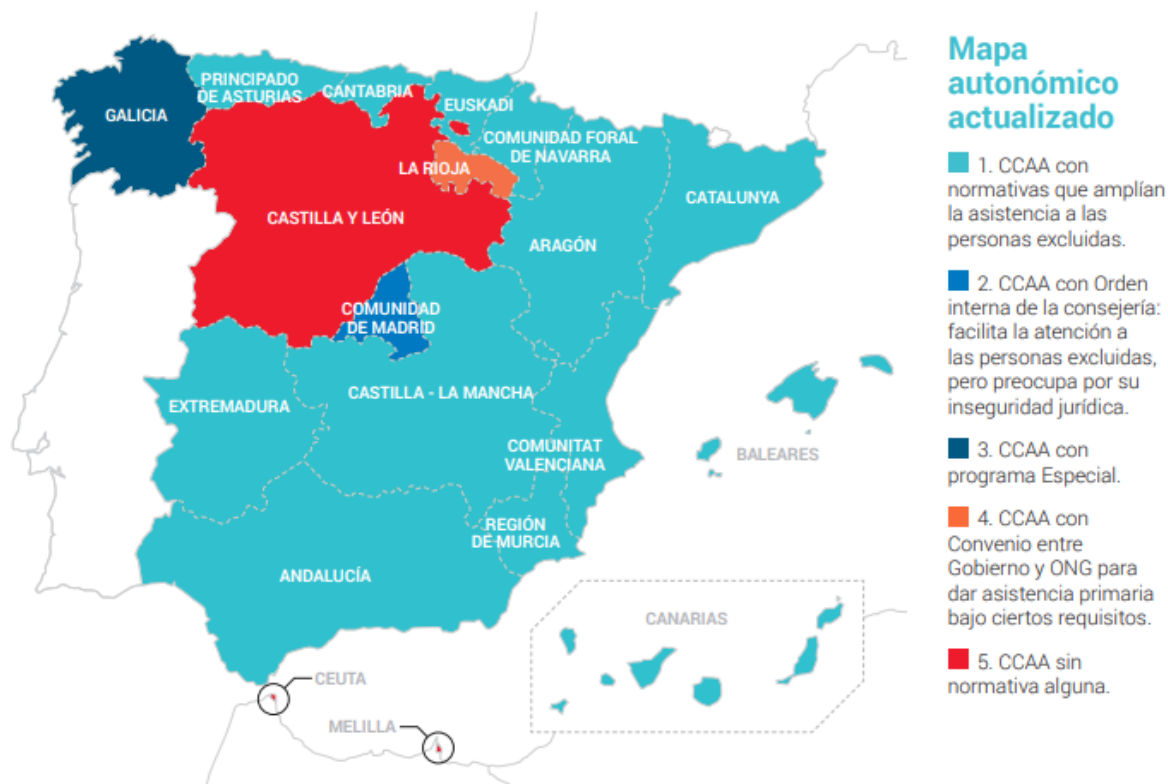 PRINCIPADO
DE ASTURIAS
CANTABRIA
EUSKADI
GALICIA
COMUNIDAD FORAL
DE NAVARRA
LA RIOJA
CATALUNYA
CASTILLA Y LEÓN
ARAGÓN
COMUNIDAD
DE MADRID
CASTILLA - LA MANCHA
EXTREMADURA
COMUNITAT
VALENCIANA
BALEARES
REGIÓN
DE MURCIA
ANDALUCÍA
CANARIAS
CEUTA
MELILLA
Mapa
autonómico
actualizado
1. CCAA con
normativas que amplían
la asistencia a las
personas excluidas.
2. CCAA con Orden
interna de la consejería:
facilita la atención a
las personas excluidas,
pero preocupa por su
inseguridad jurídica.
3. CCAA con
programa Especial.
4. CCAA con
Convenio entre
Gobierno y ONG para
dar asistencia primaria
bajo ciertos requisitos.
5. CCAA sin
normativa alguna.